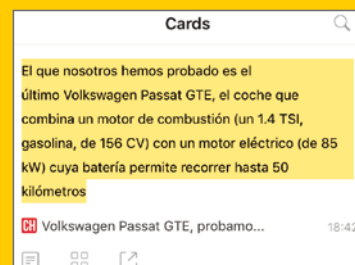 Cards
El que nosotros hemos probado es el
último Volkswagen Passat GTE, el coche que
combina un motor de combustión (un 1.4 TSI,
gasolina, de 156 CV) con un motor eléctrico (de 85
kW) cuya batería permite recorrer hasta 50
kilómetros
CH Volkswagen Passat GTE, probamo... 18:42